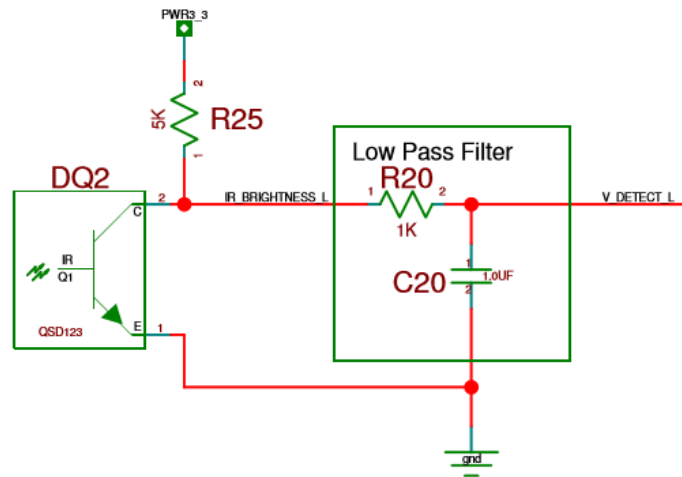 PWR3_3
2
5K
R25
1
DQ2
2
C
IR
Q1
QSD123
E
1
IR_BRIGHTNESS_L
Low Pass Filter
R20
1
2
1K
V_DETECT_L
1
C20
1.0UF
2
gnd